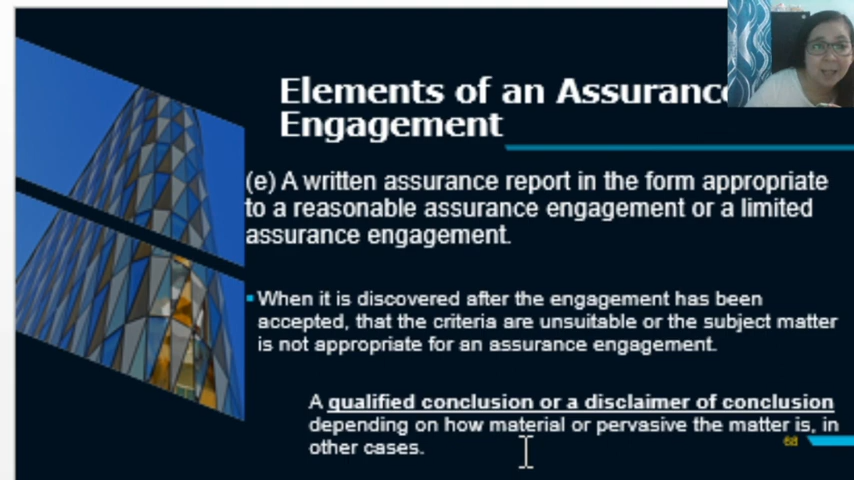 Elements of an Assurance
Engagement
(e) A written assurance report in the form appropriate
to a reasonable assurance engagement or a limited
assurance engagement.
When it is discovered after the engagement has been
accepted, that the criteria are unsuitable or the subject matter
is not appropriate for an assurance engagement.
A qualified conclusion or a disclaimer of conclusion
depending on how material or pervasive the matter is, in
other cases.
68